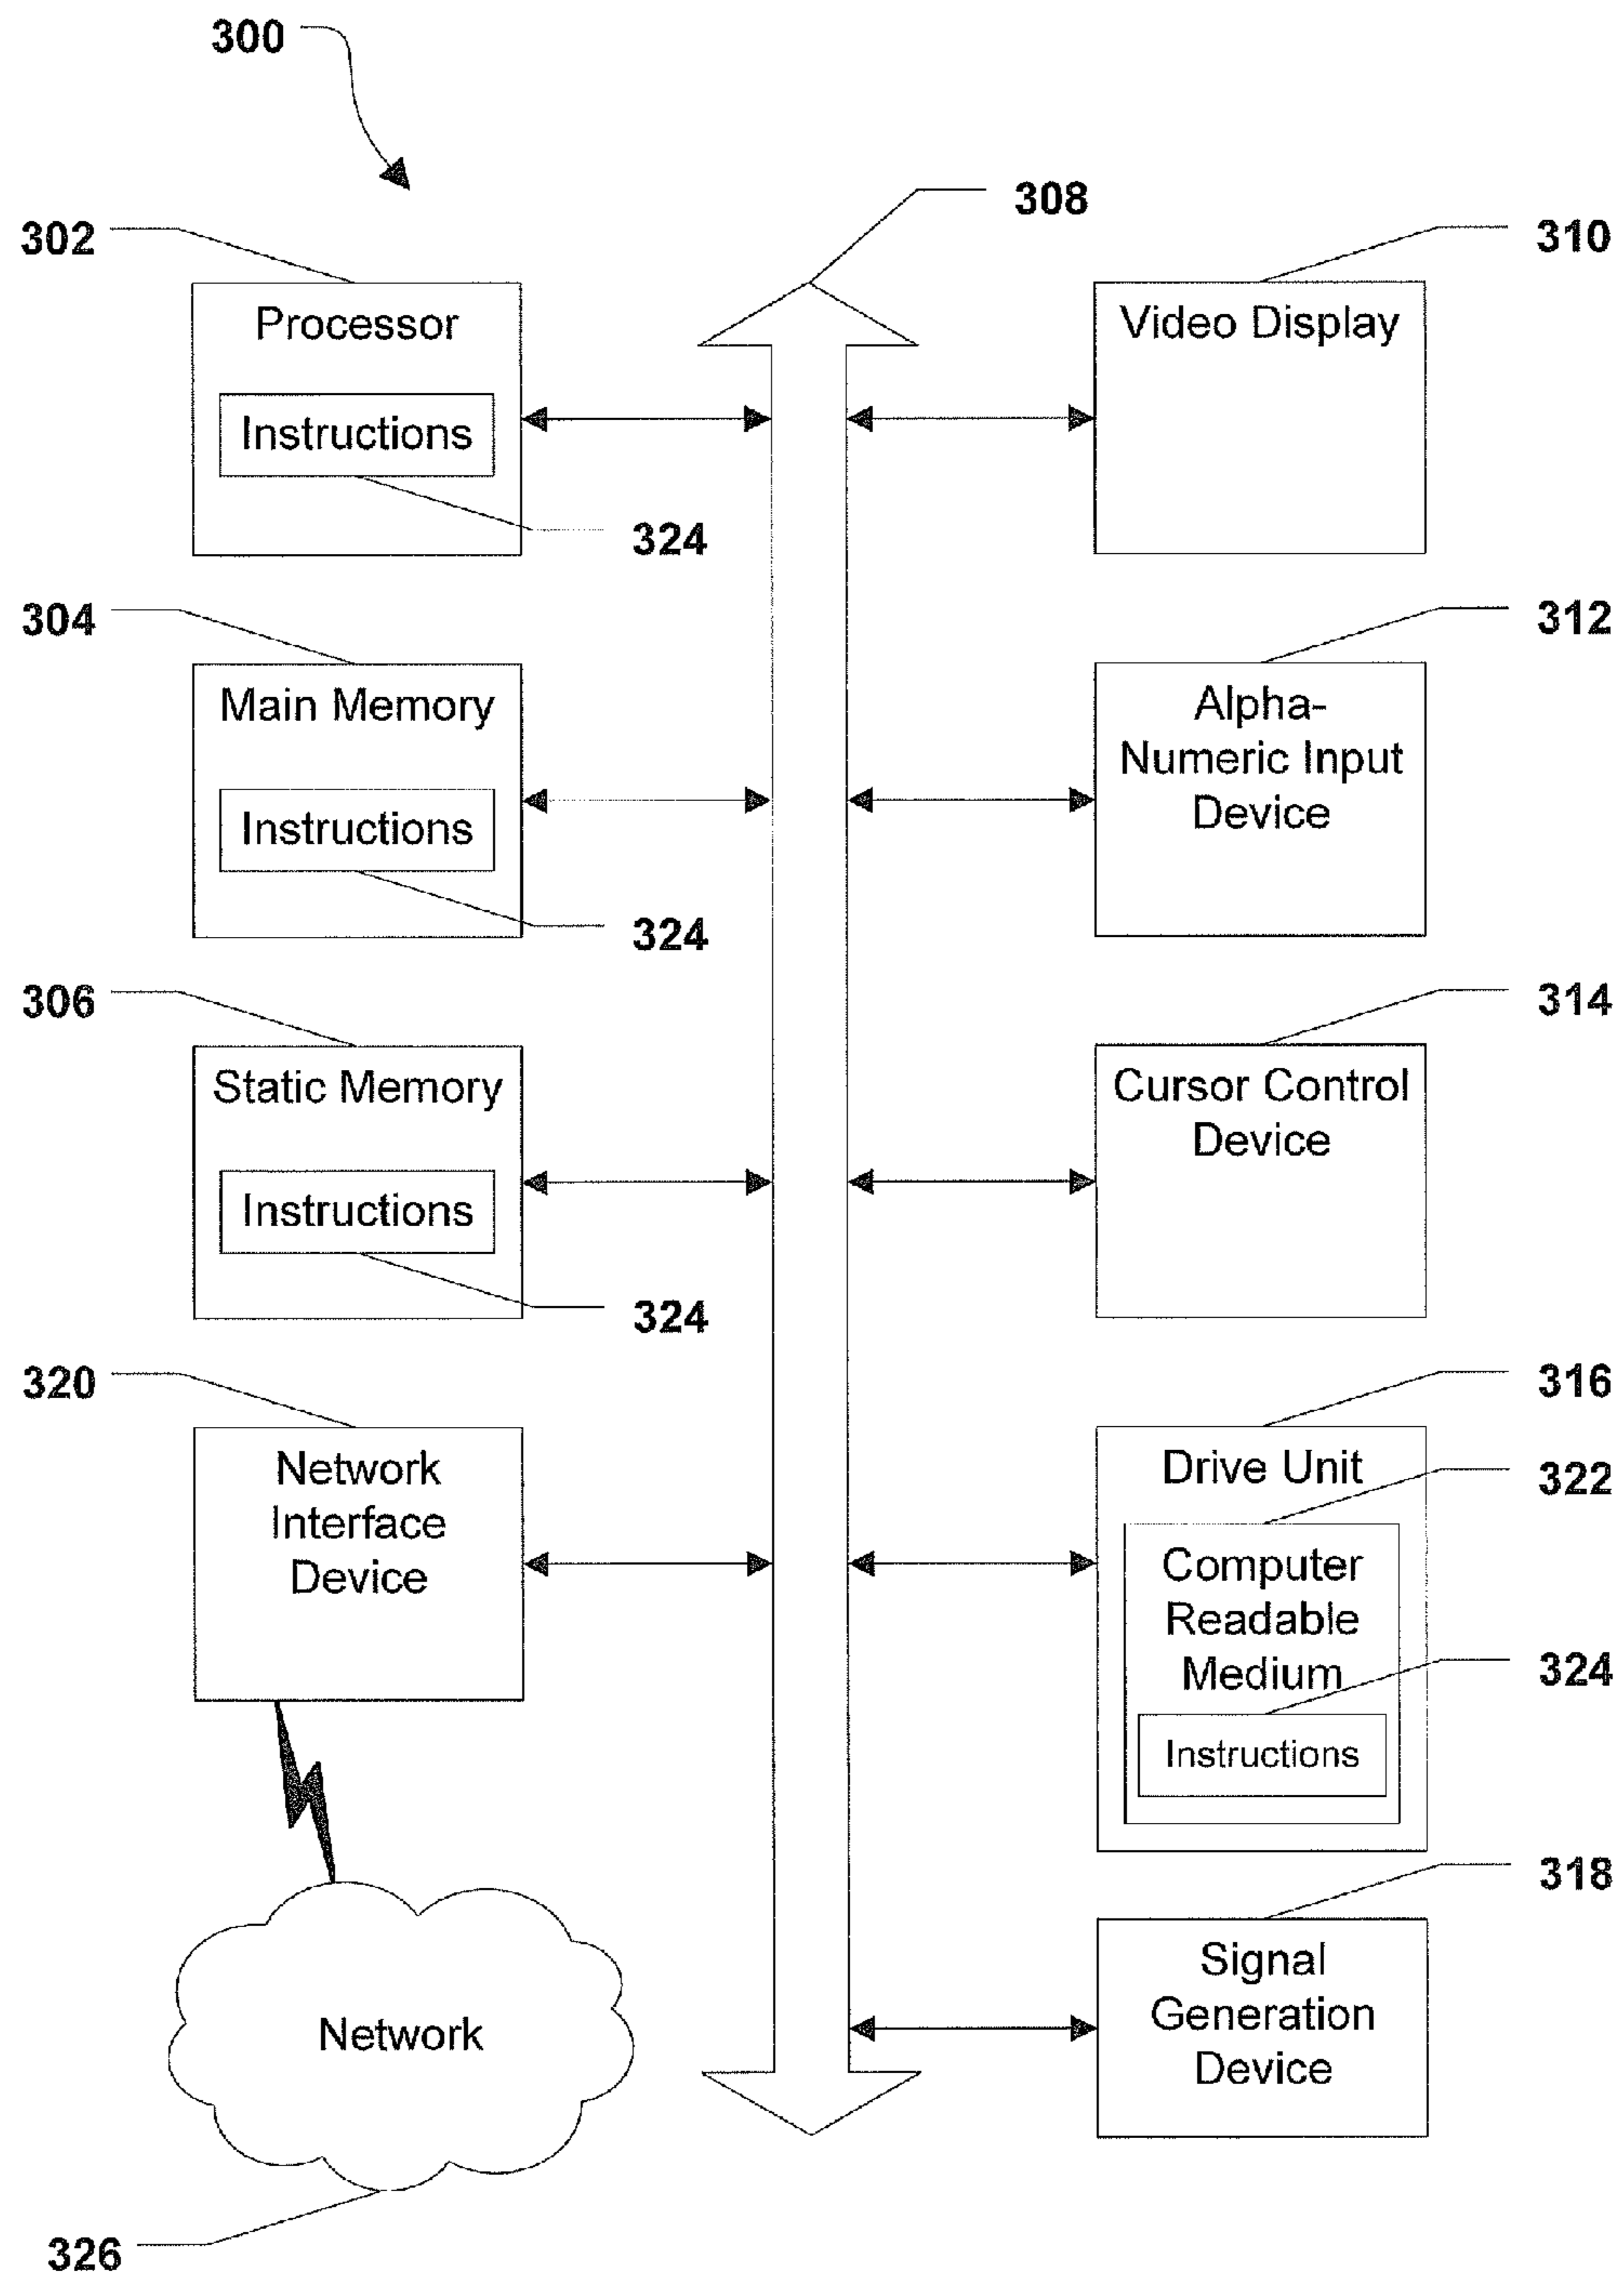 300
308
302
Processor
Instructions
324
304
Main Memory
Instructions
324
306
Static Memory
Instructions
324
320
Network
Interface
Device
Network
326
310
Video Display
312
Alpha-
Numeric Input
Device
314
Cursor Control
Device
316
Drive Unit
322
Computer
Readable
Medium
324
Instructions
318
Signal
Generation
Device